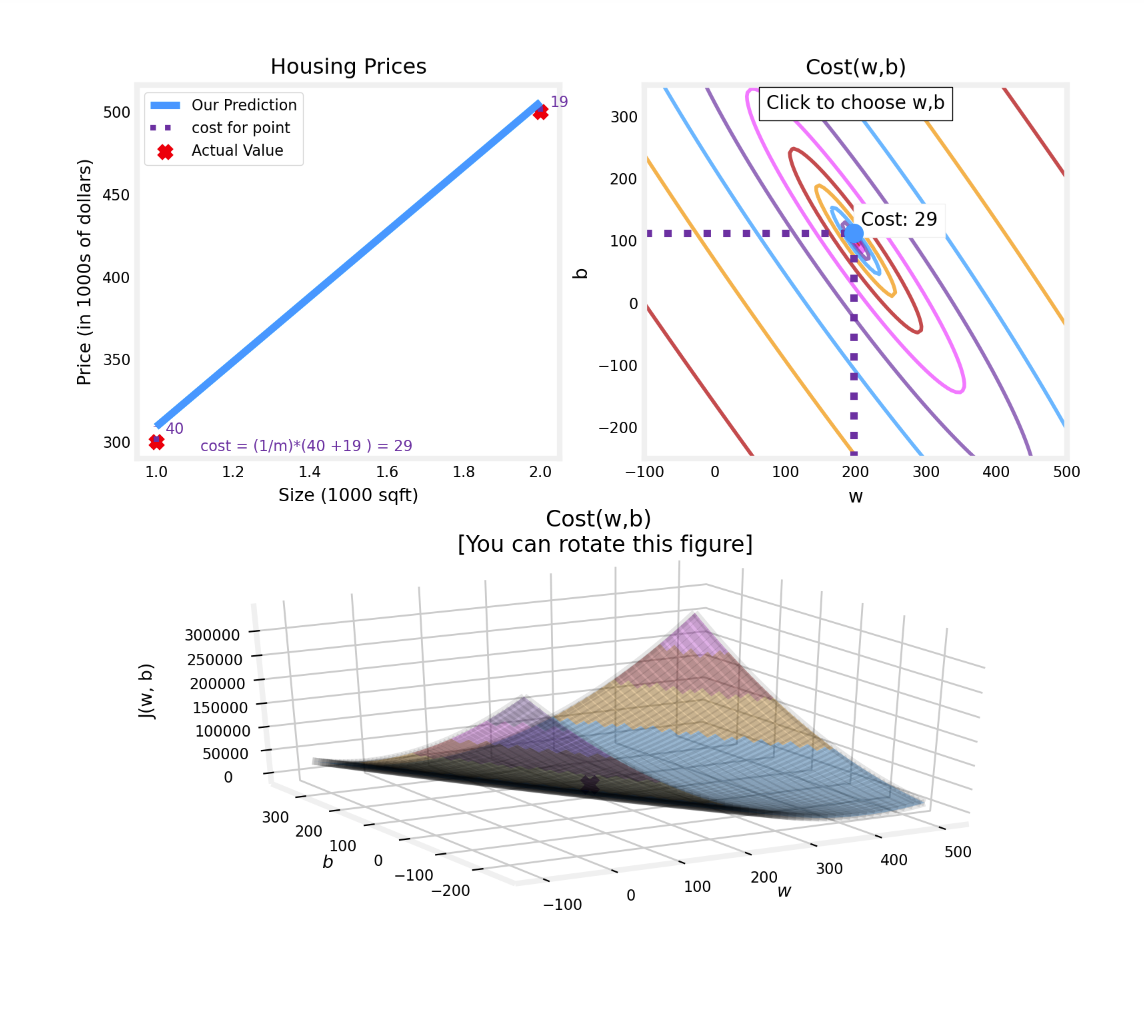 Housing Prices
Our Prediction
cost for point
Actual Value
19
40
cost = (1/m)*(40 +19 ) = 29
500
450
400
350
300
Price (in 1000s of dollars)
1.0 1.2 1.4 1.6 1.8 2.0
Size (1000 sqft)
Cost(w,b)
Click to choose w,b
Cost: 29
300
200
100
0
−100
−200
b
−100 0 100 200 300 400 500
w
Cost(w,b)
[You can rotate this figure]
300000
250000
200000
150000
100000
50000
0
J(w, b)
300
200
100
0
−100
−200
b
−100 0 100 200 300 400 500
w